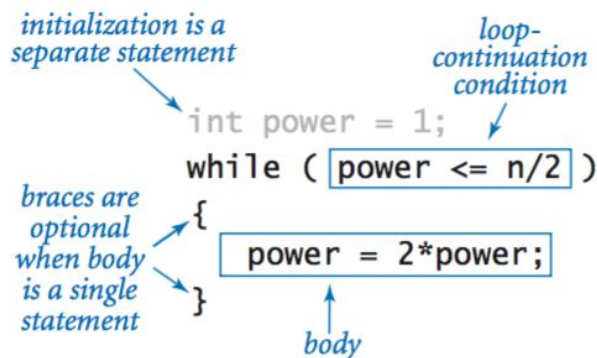 initialization is a
separate statement
loop-
continuation
condition
int power = 1;
while ( power <= n/2 )
braces are
optional
when body
is a single
statement
{
power = 2*power;
}
body